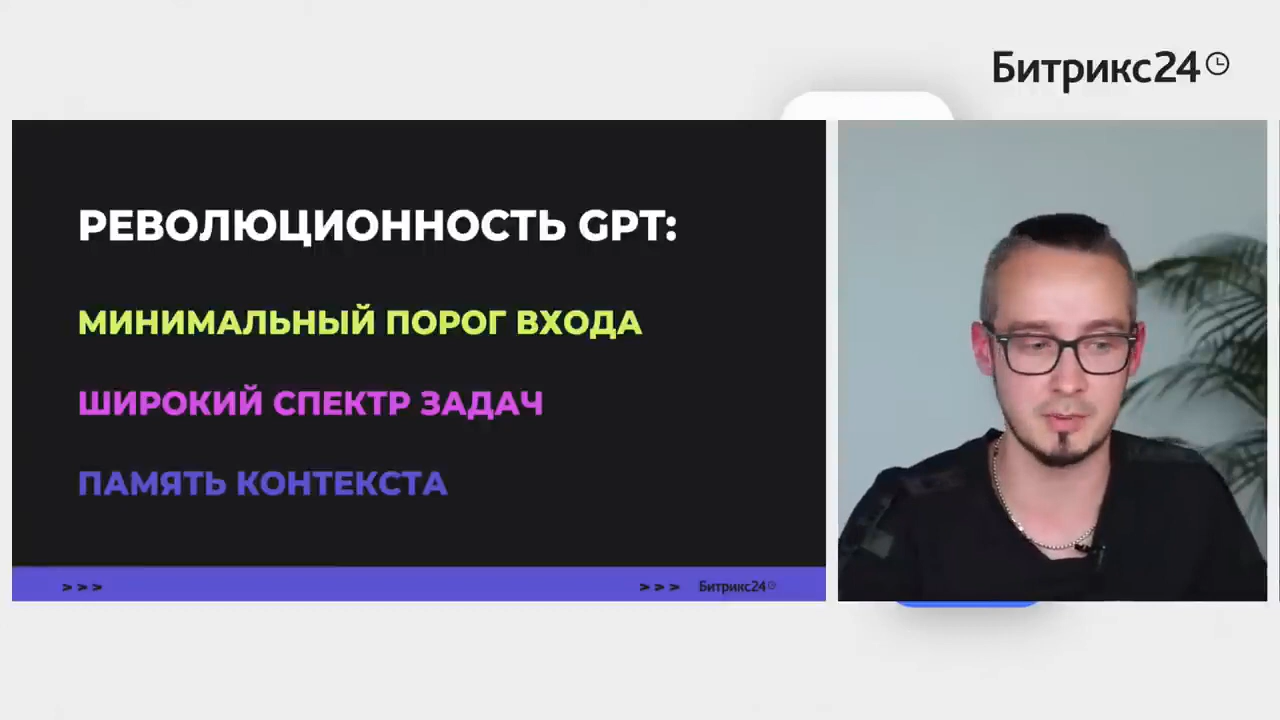 Битрикс24
РЕВОЛЮЦИОННОСТЬ GPT:
МИНИМАЛЬНЫЙ ПОРОГ ВХОДА
ШИРОКИЙ СПЕКТР ЗАДАЧ
ПАМЯТЬ КОНТЕКСТА
> > > > > > Битрикс24